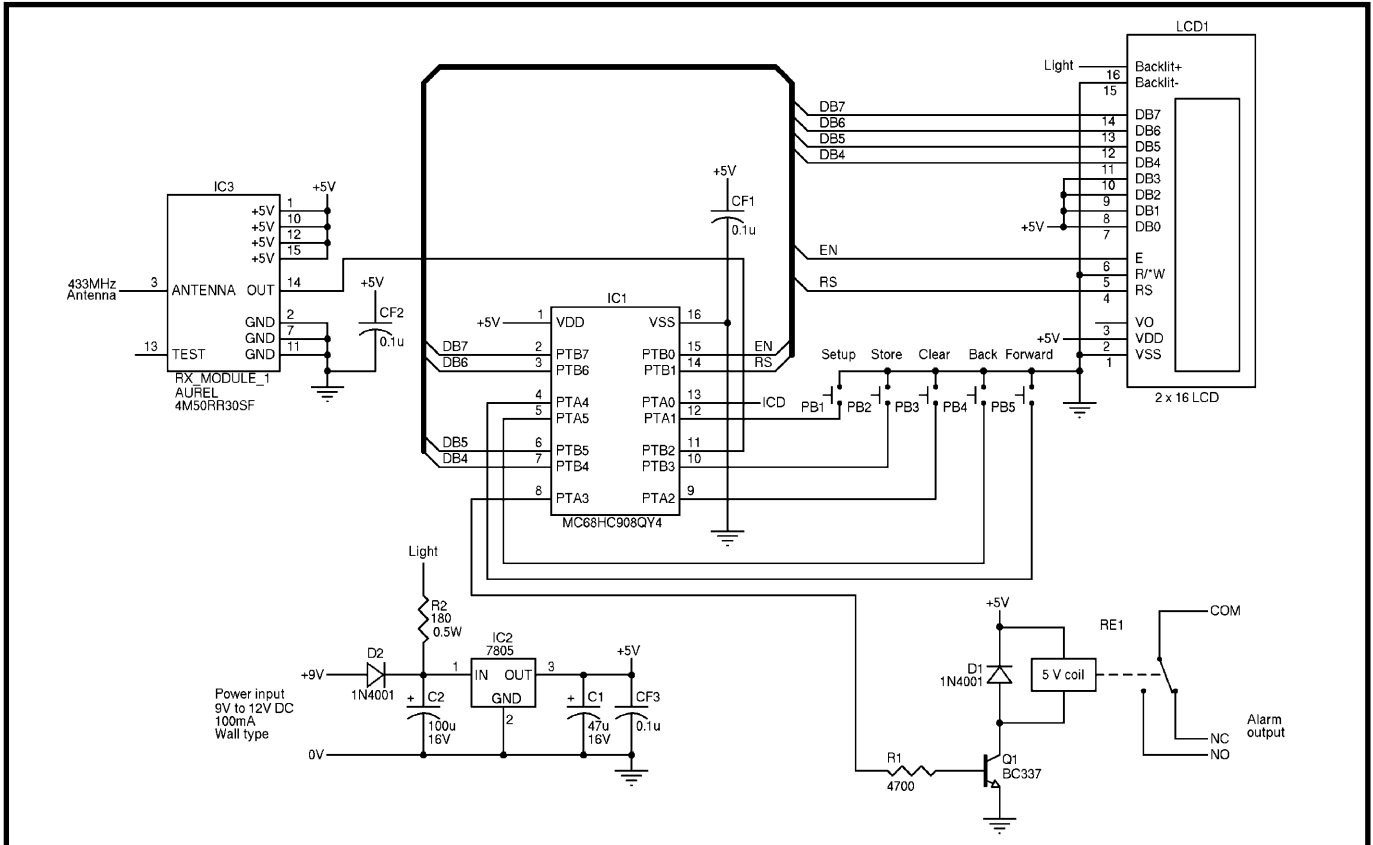 LCD1
Light
Backlit+
16
Backlit-
15
DB7
DB7
14
DB6
DB6
13
DB5
DB5
12
DB4
DB4
11
DB3
10
DB2
9
DB1
8
+5V
DB0
7
EN
E
6
R/*W
5
RS
RS
4
VO
3
+5V
VDD
2
VSS
1
2 x 16 LCD
IC3
+5V
1
+5V
10
+5V
12
+5V
15
+5V
433MHz
Antenna
3
ANTENNA
OUT
14
GND
2
GND
7
GND
11
13
TEST
RX_MODULE_1
AUREL
4M50RR30SF
+5V
CF2
0.1u
+5V
CF1
0.1u
IC1
+5V
1
VDD
VSS
16
DB7
2
PTB7
PTB0
15
EN
DB6
3
PTB6
PTB1
14
RS
4
PTA4
PTA0
13
ICD
5
PTA5
PTA1
12
DB5
6
PTB5
PTB2
11
DB4
7
PTB4
PTB3
10
8
PTA3
PTA2
9
MC68HC908QY4
Setup
Store
Clear
Back
Forward
PB1
PB2
PB3
PB4
PB5
Light
R2
180
0.5W
IC2
7805
D2
+9V
1N4001
1
IN
OUT
3
GND
2
+5V
+
C2
100u
16V
+
C1
47u
16V
CF3
0.1u
Power input
9V to 12V DC
100mA
Wall type
0V
+5V
RE1
D1
1N4001
5 V coil
COM
NC
NO
Alarm
output
R1
4700
Q1
BC337